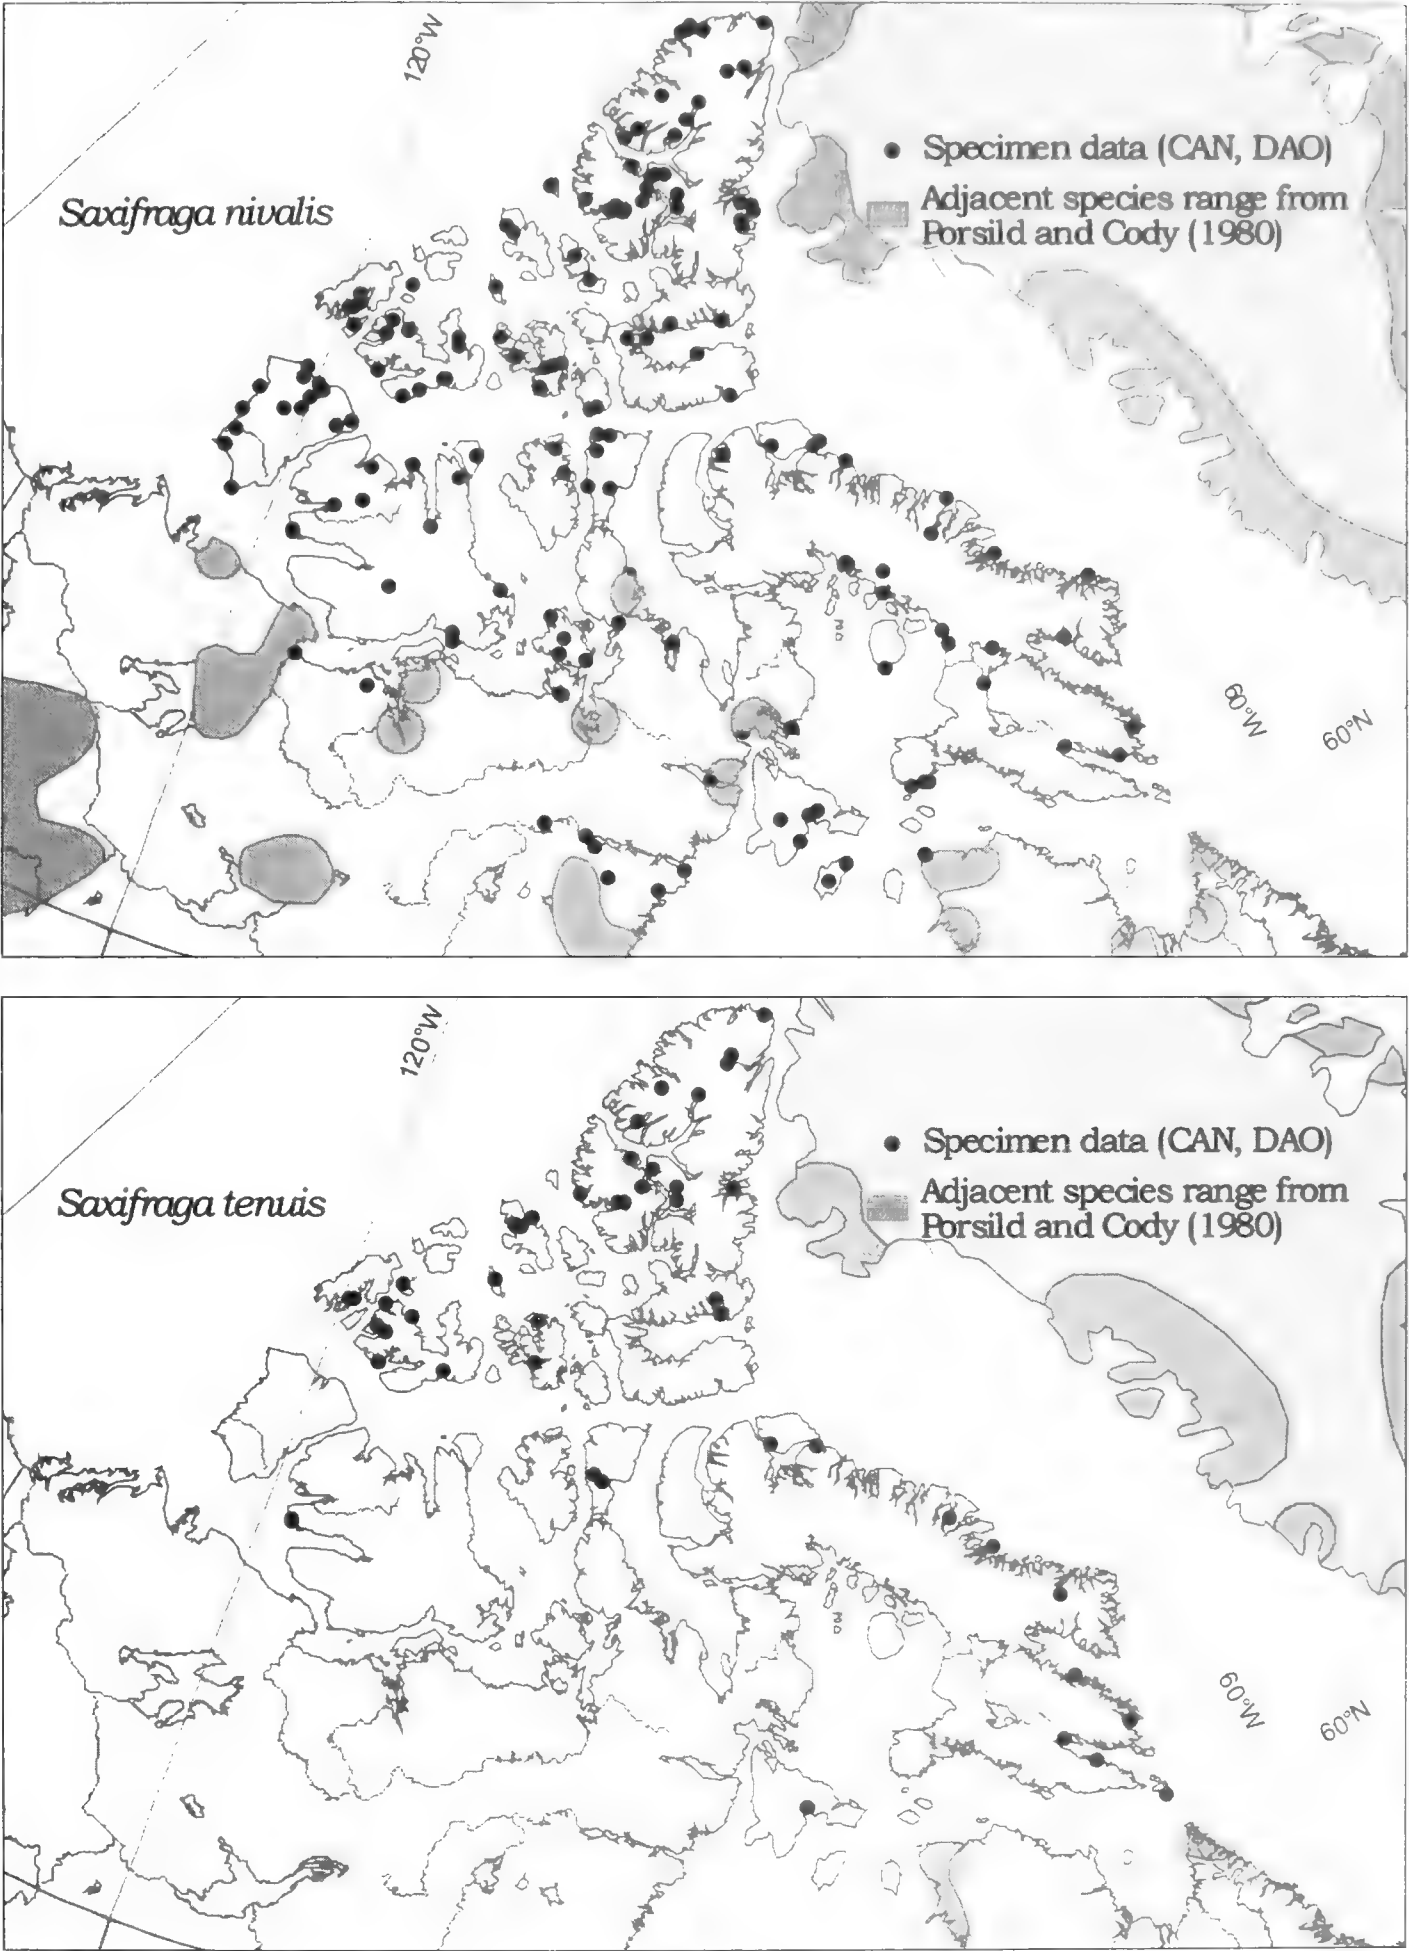 120°W
Specimen data (CAN, DAO)
Saxifraga nivalis
Adjacent species range from
Porsild and Cody (1980)
60°W
60°N
120°W
Specimen data (CAN, DAO)
Saxifraga tenuis
Adjacent species range from
Porsild and Cody (1980)
60°W
60°N